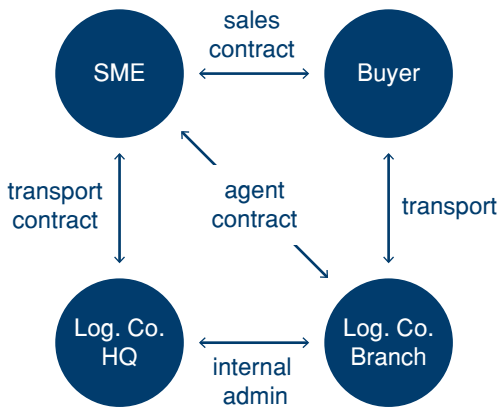 sales
contract
SME
Buyer
transport
contract
agent
contract
transport
Log. Co.
HQ
internal
admin
Log. Co.
Branch